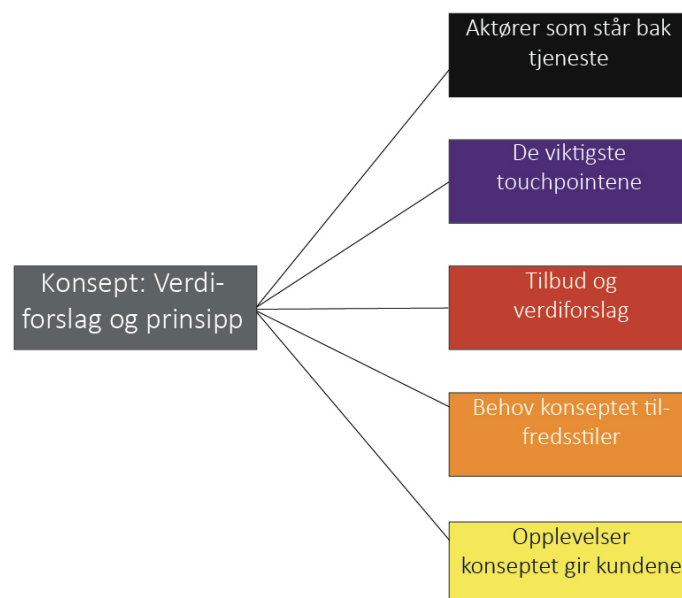 Aktører som står bak
tjeneste
De viktigste
touchpointene
Konsept: Verdi-
forslag og prinsipp
Tilbud og
verdiforslag
Behov konseptet til-
fredsstiler
Opplevelser
konseptet gir kundene